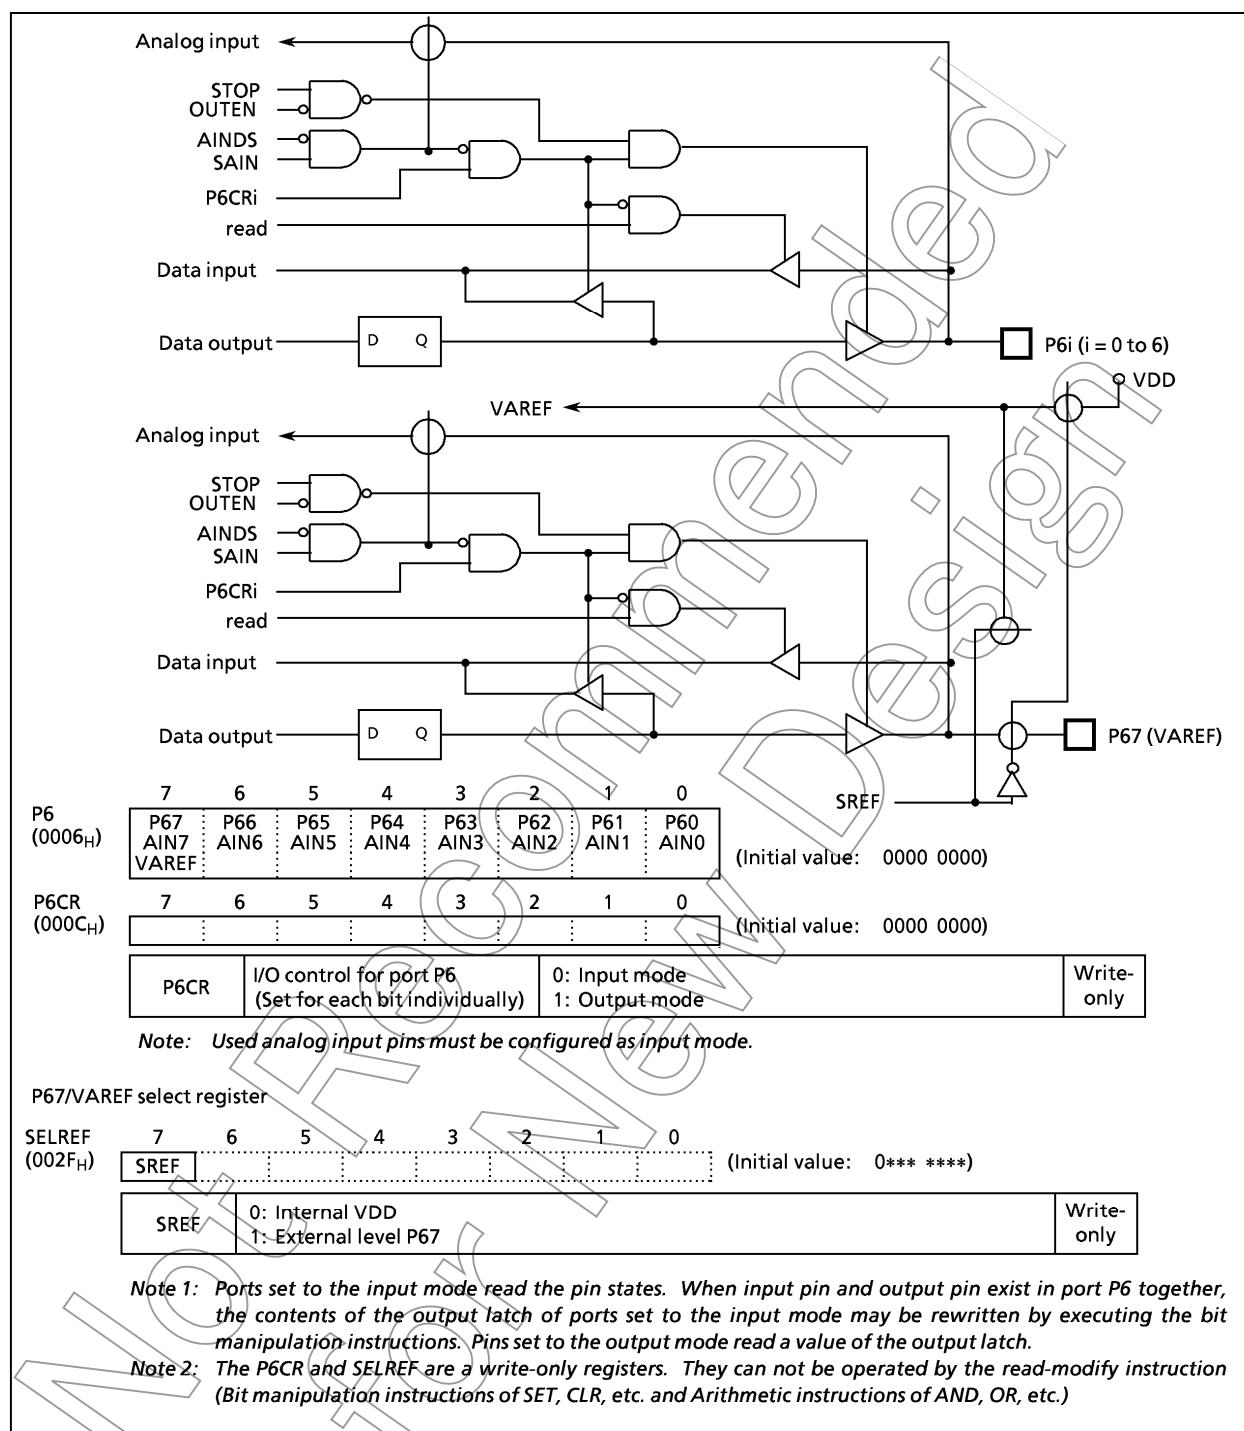 Analog input
STOP
OUTEN
AINDS
SAIN
P6CRi
read
Data input
Data output
D Q
P6i (i = 0 to 6)
VDD
VAREF
Analog input
STOP
OUTEN
AINDS
SAIN
P6CRi
read
Data input
Data output
D Q
P67 (VAREF)
SREF
7 6 5 4 3 2 1 0
P6
(0006H)
P67 P66 P65 P64 P63 P62 P61 P60
AIN7 AIN6 AIN5 AIN4 AIN3 AIN2 AIN1 AIN0
VAREF
(Initial value: 0000 0000)
P6CR
(000CH)
7 6 5 4 3 2 1 0
(Initial value: 0000 0000)
P6CR
I/O control for port P6
(Set for each bit individually)
0: Input mode
1: Output mode
Write-
only
Note: Used analog input pins must be configured as input mode.
P67/VAREF select register
SELREF
(002FH)
7 6 5 4 3 2 1 0
SREF
(Initial value: 0*** ****)
SREF
0: Internal VDD
1: External level P67
Write-
only
Note 1: Ports set to the input mode read the pin states. When input pin and output pin exist in port P6 together,
the contents of the output latch of ports set to the input mode may be rewritten by executing the bit
manipulation instructions. Pins set to the output mode read a value of the output latch.
Note 2: The P6CR and SELREF are a write-only registers. They can not be operated by the read-modify instruction
(Bit manipulation instructions of SET, CLR, etc. and Arithmetic instructions of AND, OR, etc.)
Not Recommended
for New Design